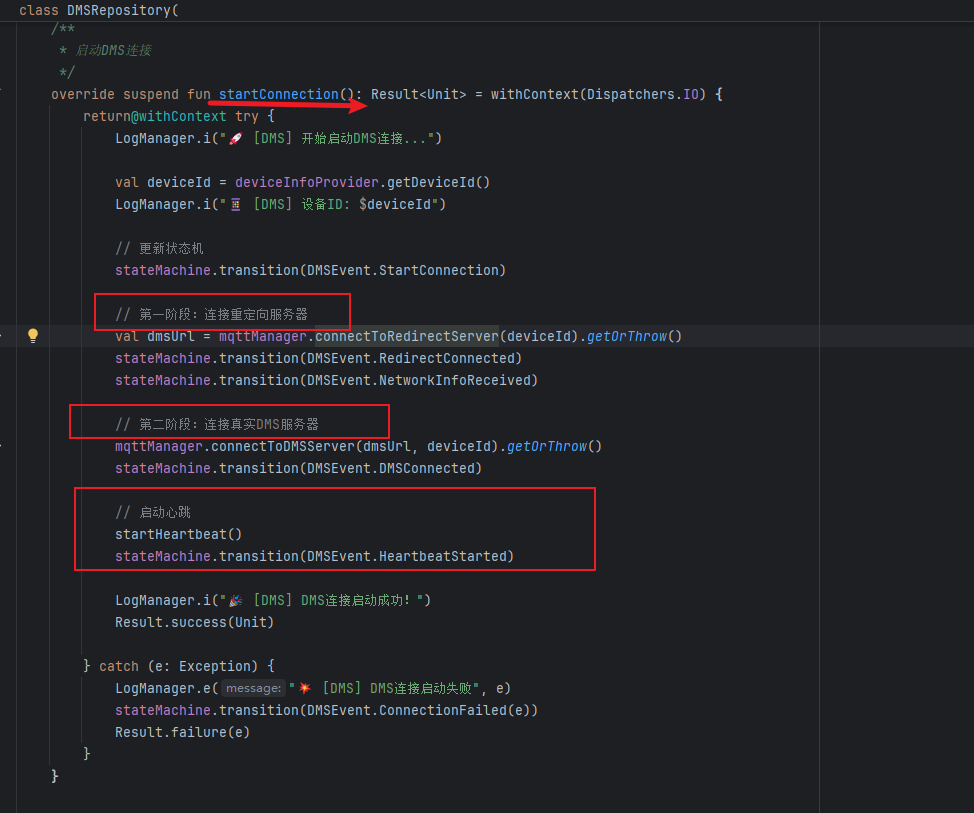 class DMSRepository(
/**
* 启动DMS连接
*/
override suspend fun startConnection(): Result<Unit> = withContext(Dispatchers.IO) {
return@withContext try {
LogManager.i("🚀 [DMS] 开始启动DMS连接...")
val deviceId = deviceInfoProvider.getDeviceId()
LogManager.i("📱 [DMS] 设备ID: $deviceId")
// 更新状态机
stateMachine.transition(DMSEvent.StartConnection)
// 第一阶段：连接重定向服务器
val dmsUrl = mqttManager.connectToRedirectServer(deviceId).getOrThrow()
stateMachine.transition(DMSEvent.RedirectConnected)
stateMachine.transition(DMSEvent.NetworkInfoReceived)
// 第二阶段：连接真实DMS服务器
mqttManager.connectToDMSServer(dmsUrl, deviceId).getOrThrow()
stateMachine.transition(DMSEvent.DMSConnected)
// 启动心跳
startHeartbeat()
stateMachine.transition(DMSEvent.HeartbeatStarted)
LogManager.i("🎉 [DMS] DMS连接启动成功！")
Result.success(Unit)
} catch (e: Exception) {
LogManager.e( message: "💥 [DMS] DMS连接启动失败", e)
stateMachine.transition(DMSEvent.ConnectionFailed(e))
Result.failure(e)
}
}